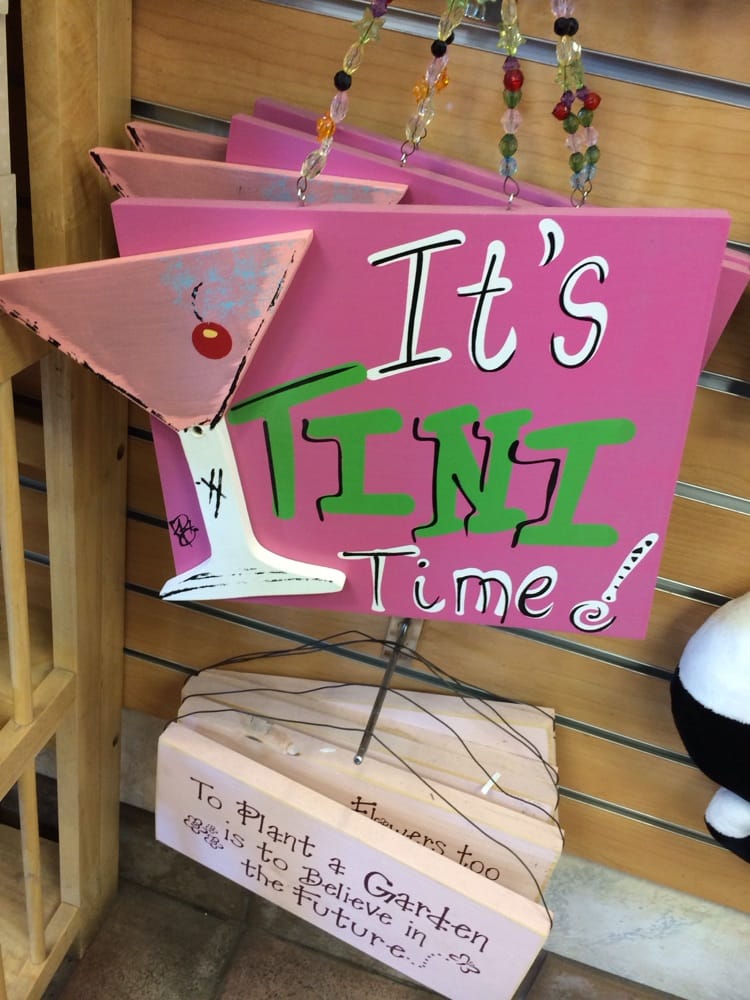 It's
TINI
Time!
Flowers too
To Plant a Garden
is to Believe in
the Future...